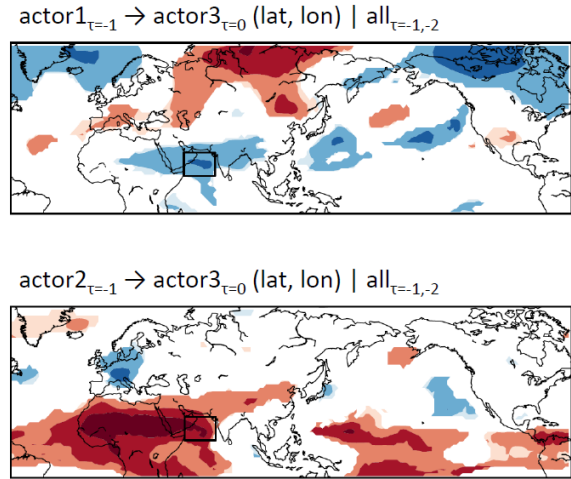 actor1τ=-1 → actor3τ=0 (lat, lon) | allτ=-1,-2
actor2τ=-1 → actor3τ=0 (lat, lon) | allτ=-1,-2